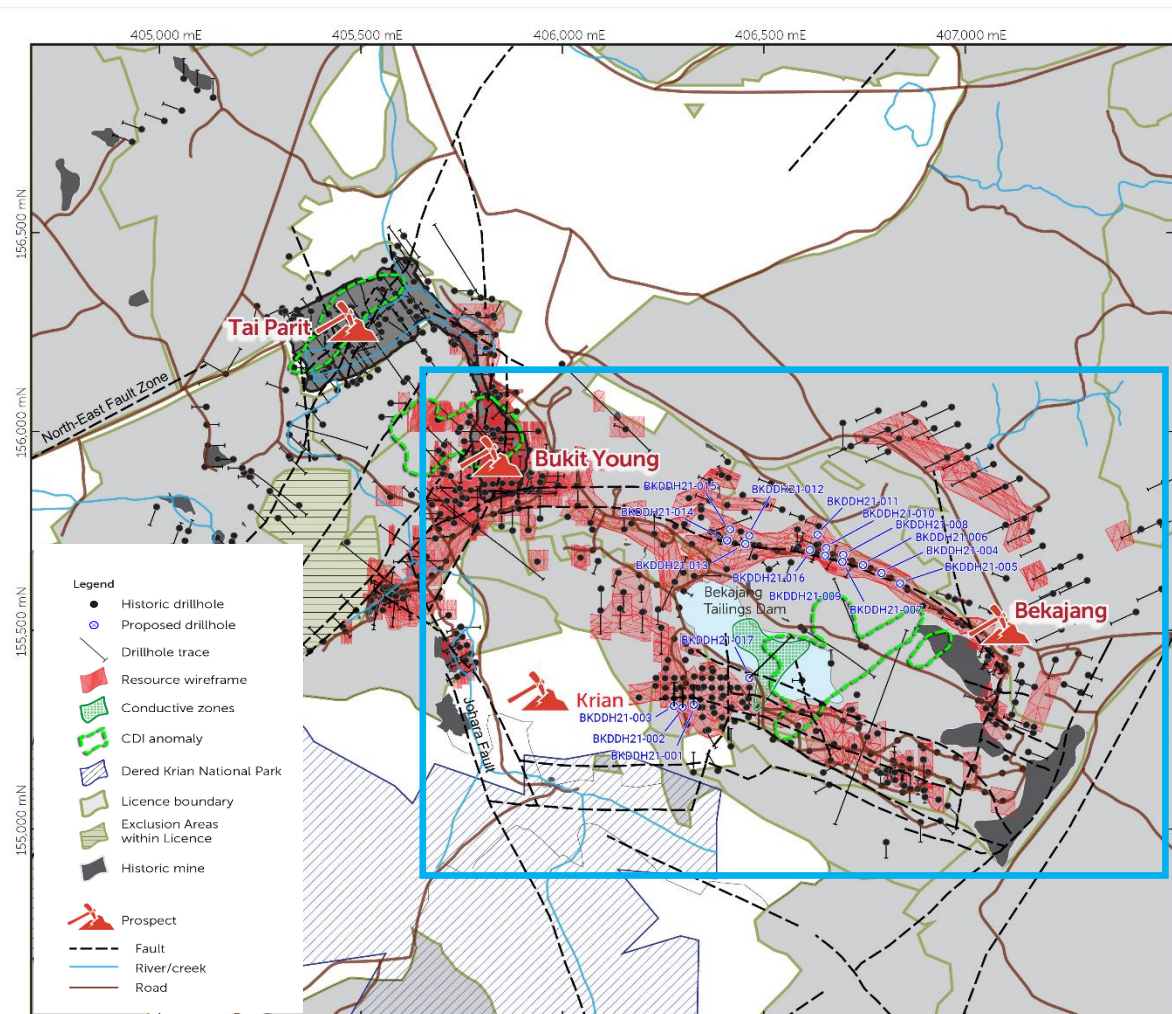 405,000 mE
405,500 mE
406,000 mE
406,500 mE
407,000 mE
156,500 mN
156,000 mN
155,500 mN
155,000 mN
Tai Parit
North-East Fault Zone
Bukit Young
BKDDH21-015
BKDDH21-012
BKDDH21-014
BKDDH21-011
BKDDH21-010
BKDDH21-008
BKDDH21-006
BKDDH21-004
BKDDH21-005
BKDDH21-013
BKDDH21-016
BKDDH21-009
BKDDH21-007
Bekajang
Tailings Dam
Bekajang
BKDDH21-017
Krian
BKDDH21-003
BKDDH21-002
BKDDH21-001
Johara Fault
Legend
Historic drillhole
Proposed drillhole
Drillhole trace
Resource wireframe
Conductive zones
CDI anomaly
Dered Krian National Park
Licence boundary
Exclusion Areas
within Licence
Historic mine
Prospect
Fault
River/creek
Road